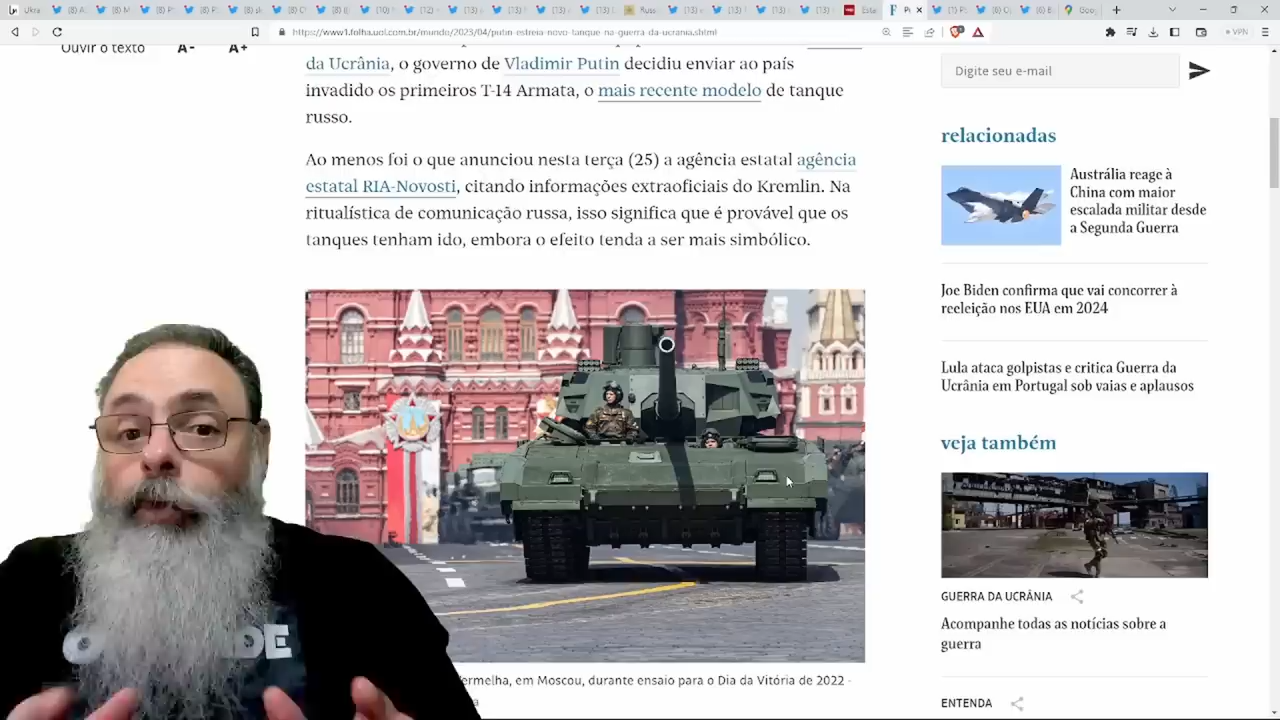 https://www1.folha.uol.com.br/mundo/2023/04/putin-estreia-novo-tanque-na-guerra-da-ucrania.shtml
VPN
Ouvir o texto A- A+
da Ucrânia, o governo de Vladimir Putin decidiu enviar ao país
invadido os primeiros T-14 Armata, o mais recente modelo de tanque
russo.
Ao menos foi o que anunciou nesta terça (25) a agência estatal agência
estatal RIA-Novosti, citando informações extraoficiais do Kremlin. Na
ritualística de comunicação russa, isso significa que é provável que os
tanques tenham ido, embora o efeito tenda a ser mais simbólico.
ermelha, em Moscou, durante ensaio para o Dia da Vitória de 2022 -
Digite seu e-mail
relacionadas
Austrália reage à
China com maior
escalada militar desde
a Segunda Guerra
Joe Biden confirma que vai concorrer à
reeleição nos EUA em 2024
Lula ataca golpistas e critica Guerra da
Ucrânia em Portugal sob vaias e aplausos
veja também
GUERRA DA UCRÂNIA
Acompanhe todas as notícias sobre a
guerra
ENTENDA